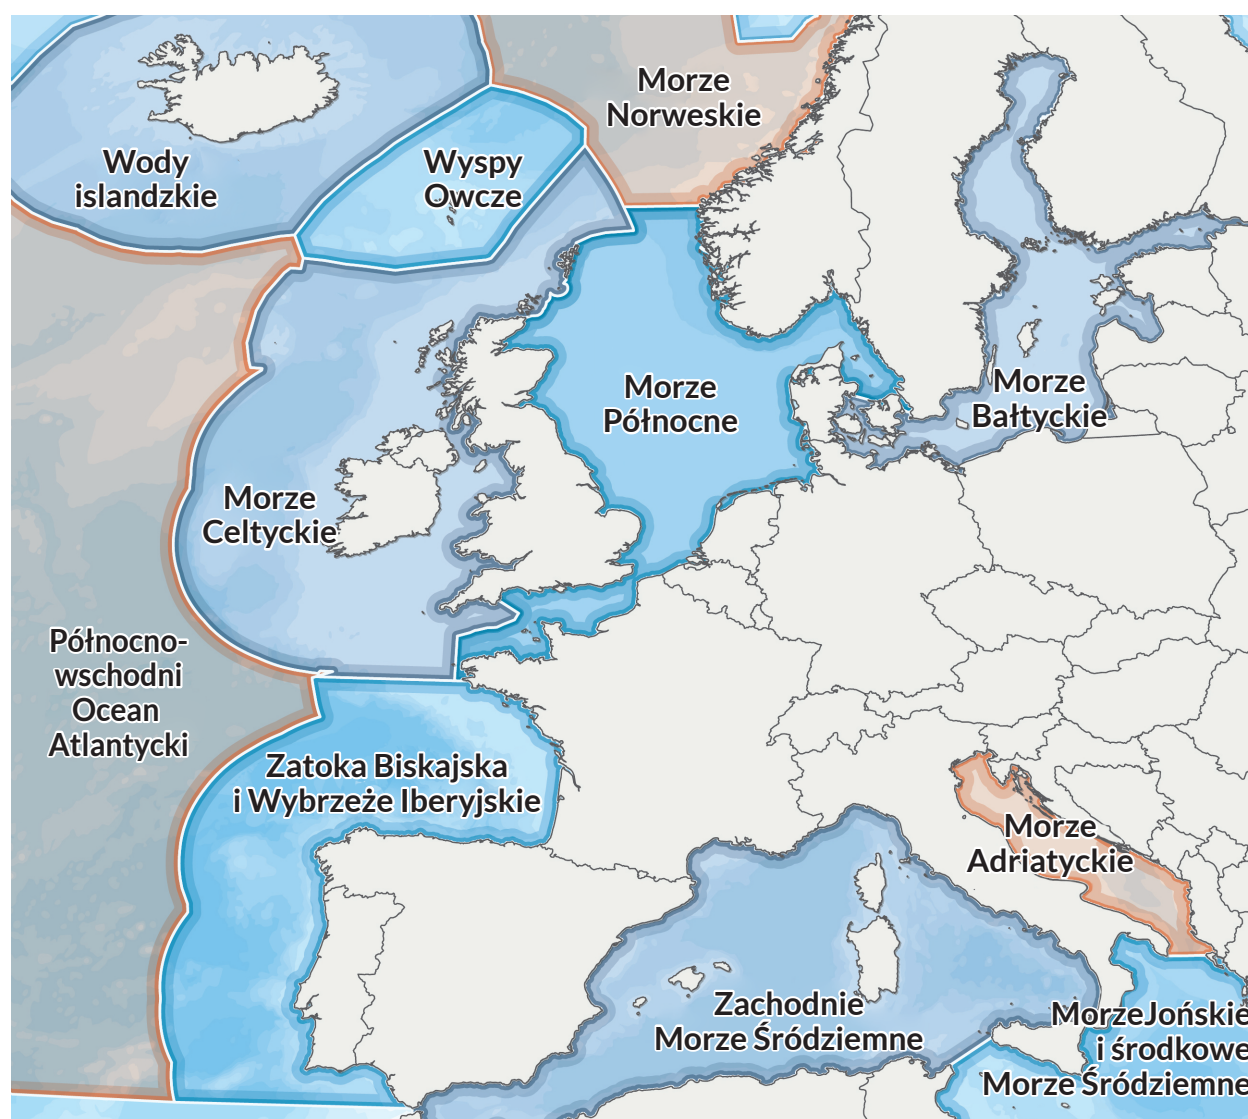 Morze
Norweskie
Wody
islandzkie
Wyspy
Owcze
Morze
Północne
Morze
Bałtyckie
Morze
Celtyckie
Północno-
wschodni
Ocean
Atlantycki
Zatoka Biskajska
i Wybrzeże Iberyjskie
Morze
Adriatyckie
Zachodnie
Morze Śródziemne
MorzeJońskie
i środkowe
Morze Śródziemne